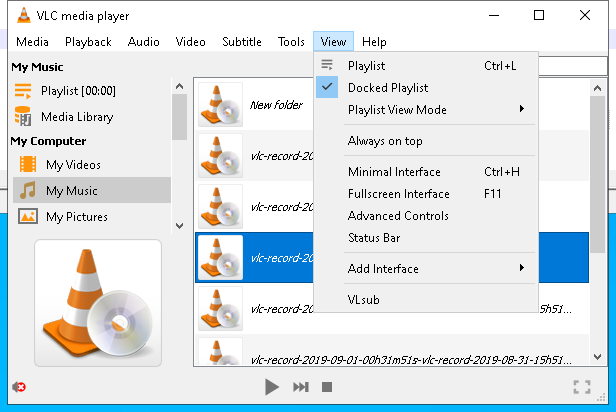 VLC media player
Media Playback Audio Video Subtitle Tools View Help
My Music
Playlist [00:00]
Media Library
My Computer
My Videos
My Music
My Pictures
New folder
vlc-record-20
vlc-record-20
vlc-record-20
vlc-record-20 -15h51...
vlc-record-2019-09-01-00h31m51s-vlc-record-2019-08-31-15h51...
Playlist Ctrl+L
Docked Playlist
Playlist View Mode
Always on top
Minimal Interface Ctrl+H
Fullscreen Interface F11
Advanced Controls
Status Bar
Add Interface
VLsub